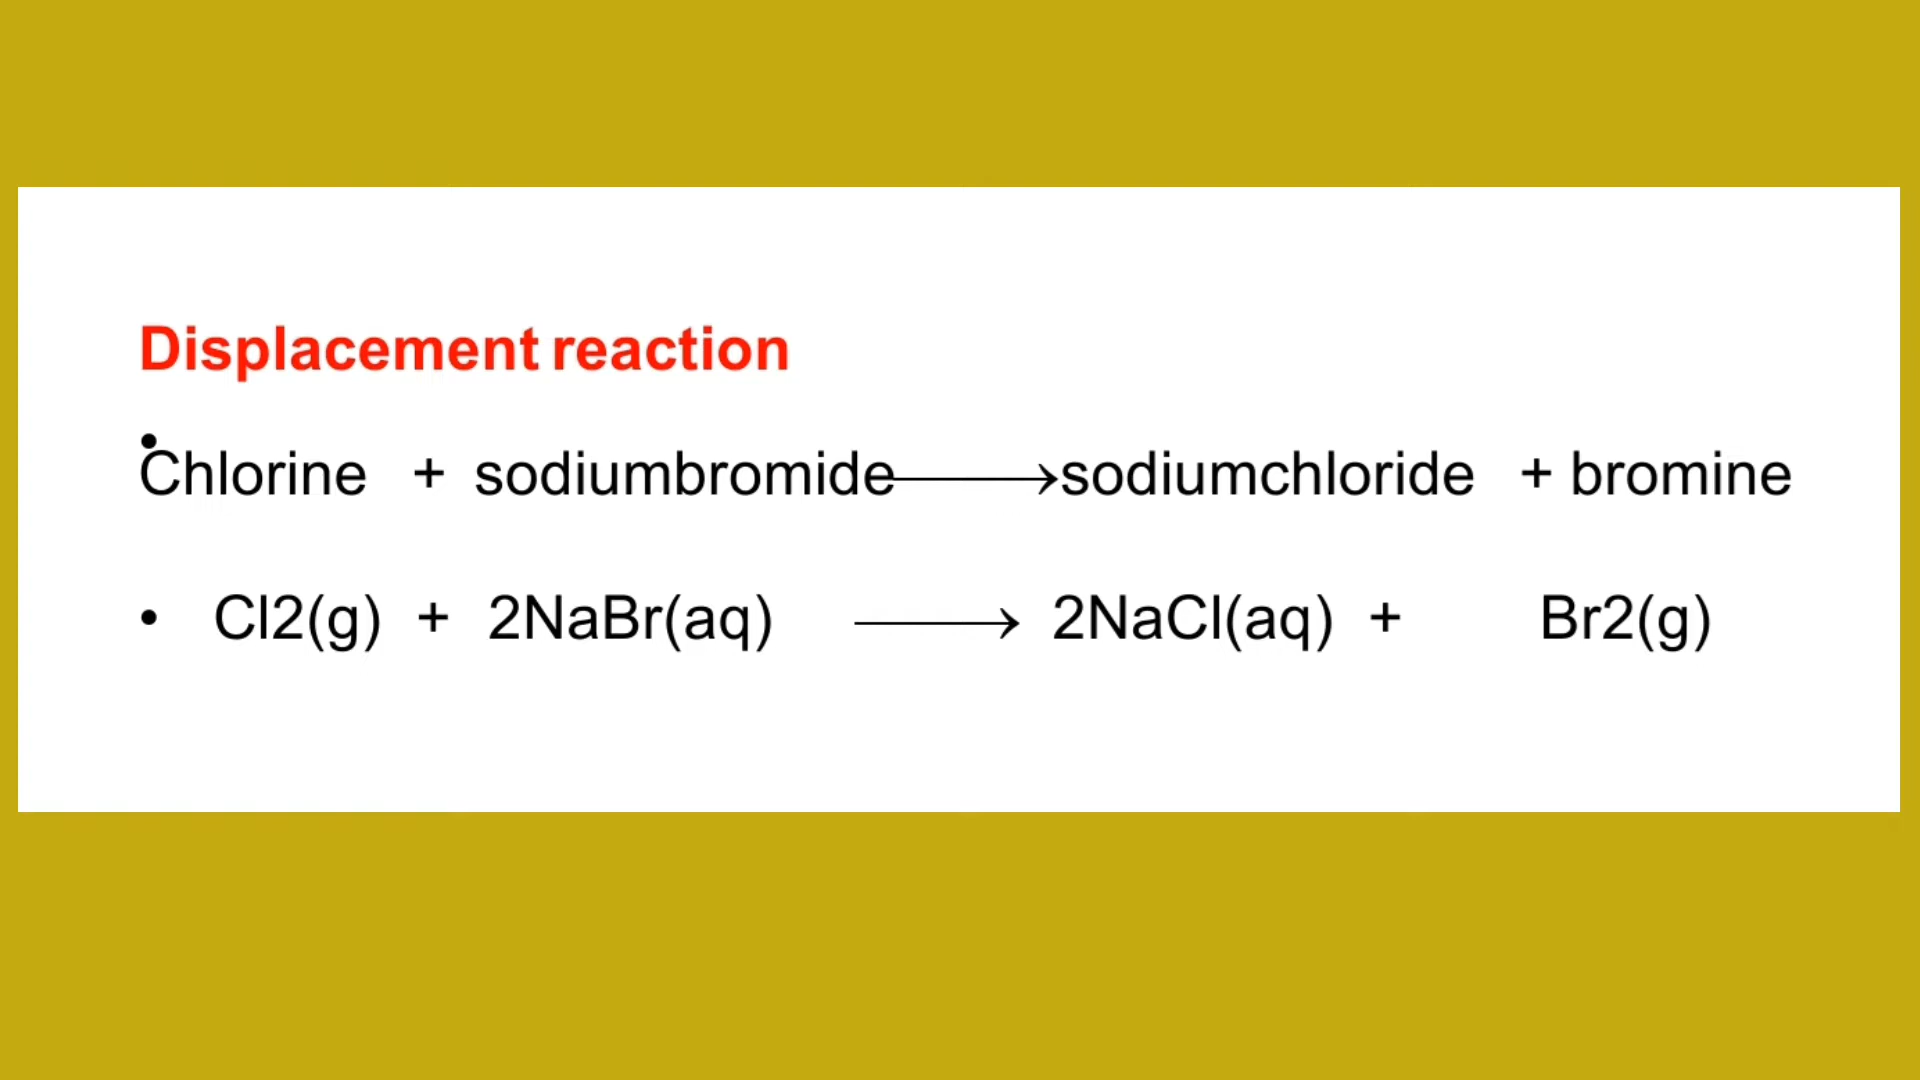 Displacement reaction
• Chlorine + sodiumbromide ⟶ sodiumchloride + bromine
• Cl2(g) + 2NaBr(aq) ⟶ 2NaCl(aq) + Br2(g)